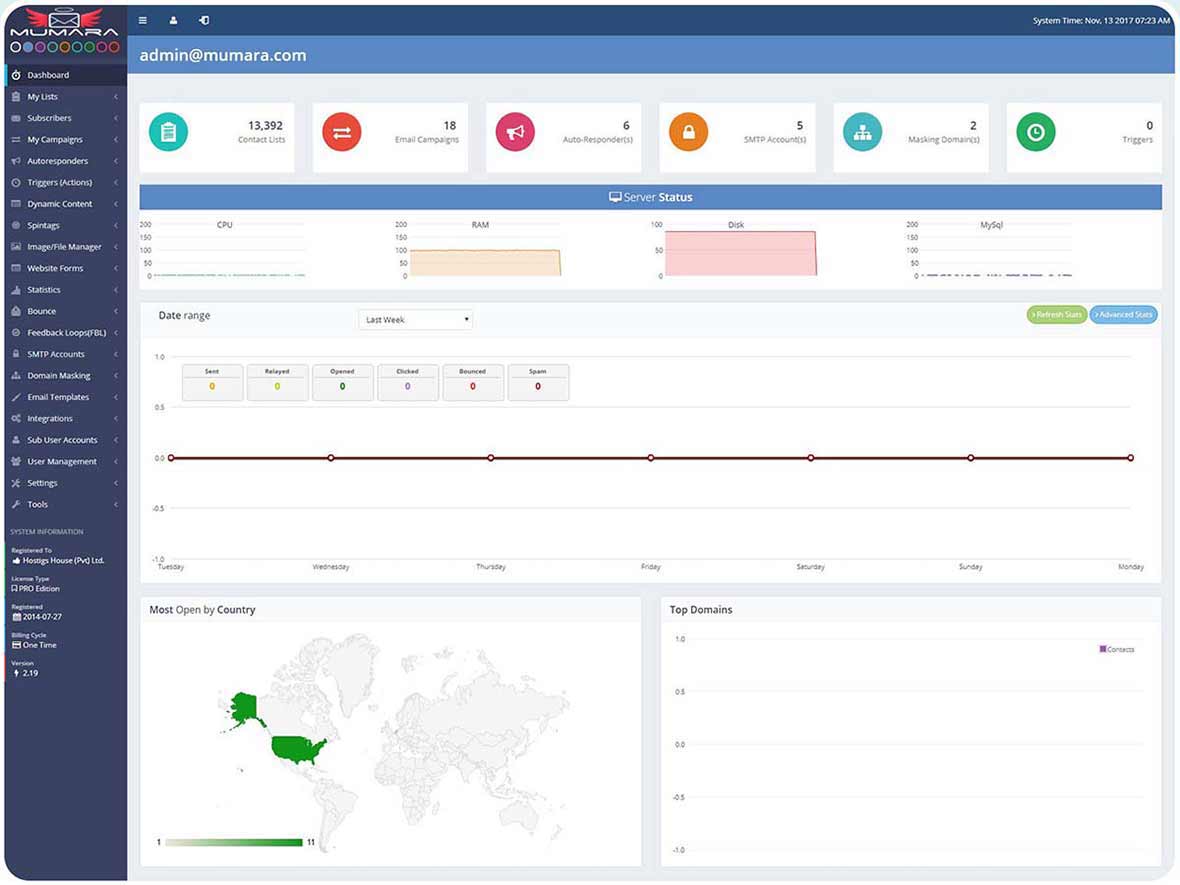 MUMARA
System Time: Nov, 13 2017 07:23 AM
admin@mumara.com
Dashboard
My Lists
Subscribers
My Campaigns
Autoresponders
Triggers (Actions)
Dynamic Content
Spintags
Image/File Manager
Website Forms
Statistics
Bounce
Feedback Loops(FBL)
SMTP Accounts
Domain Masking
Email Templates
Integrations
Sub User Accounts
User Management
Settings
Tools
SYSTEM INFORMATION
Registered To
Hostigs House (Pvt) Ltd.
License Type
PRO Edition
Registered
2014-07-27
Billing Cycle
One Time
Version
2.19
13,392
Contact Lists
18
Email Campaigns
6
Auto-Responder(s)
5
SMTP Account(s)
2
Masking Domain(s)
0
Triggers
Server Status
CPU
200
150
100
50
0
RAM
200
150
100
50
0
Disk
100
50
0
MySql
200
150
100
50
0
Date range
Last Week
Refresh Stats
Advanced Stats
Sent
0
Relayed
0
Opened
0
Clicked
0
Bounced
0
Spam
0
1.0
0.5
0.0
-0.5
-1.0
Tuesday Wednesday Thursday Friday Saturday Sunday Monday
Most Open by Country
1 11
Top Domains
Contacts
1.0
0.5
0.0
-0.5
-1.0